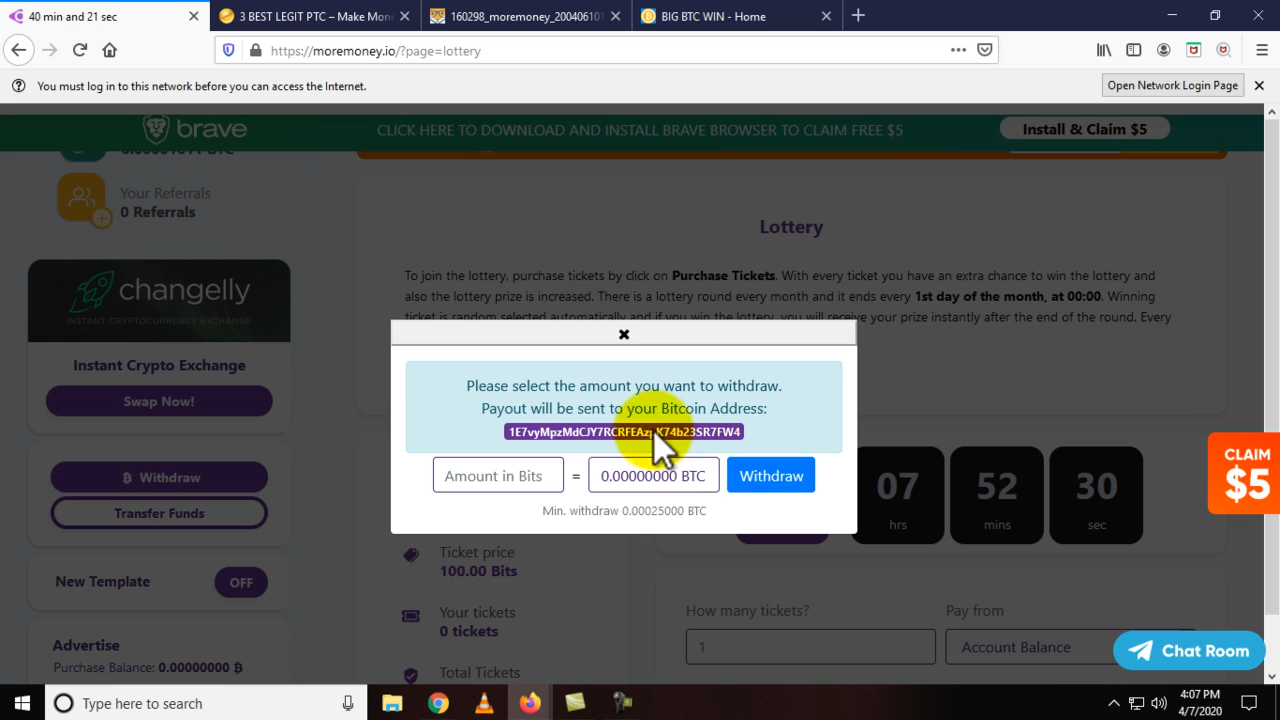 40 min and 21 sec
3 BEST LEGIT PTC – Make Mon
160298_moremoney_200406101
BIG BTC WIN - Home
https://moremoney.io/?page=lottery
You must log in to this network before you can access the Internet.
Open Network Login Page
brave
CLICK HERE TO DOWNLOAD AND INSTALL BRAVE BROWSER TO CLAIM FREE $5
Install & Claim $5
Your Referrals
0 Referrals
Lottery
To join the lottery, purchase tickets by click on Purchase Tickets. With every ticket you have an extra chance to win the lottery and
also the lottery prize is increased. There is a lottery round every month and it ends every 1st day of the month, at 00:00. Winning
ticket is random selected automatically and if you win the lottery, you will receive your prize instantly after the end of the round. Every
changelly
INSTANT CRYPTOCURRENCY EXCHANGE
Instant Crypto Exchange
Swap Now!
Please select the amount you want to withdraw.
Payout will be sent to your Bitcoin Address:
Amount in Bits
=
0.00000000 BTC
Withdraw
Min. withdraw 0.00025000 BTC
Withdraw
Transfer Funds
07
52
30
hrs
mins
sec
CLAIM
$5
New Template
OFF
Ticket price
100.00 Bits
Your tickets
0 tickets
Total Tickets
How many tickets?
Pay from
1
Account Balance
Chat Room
Advertise
Purchase Balance: 0.00000000 ₿
Type here to search
4:07 PM
4/7/2020